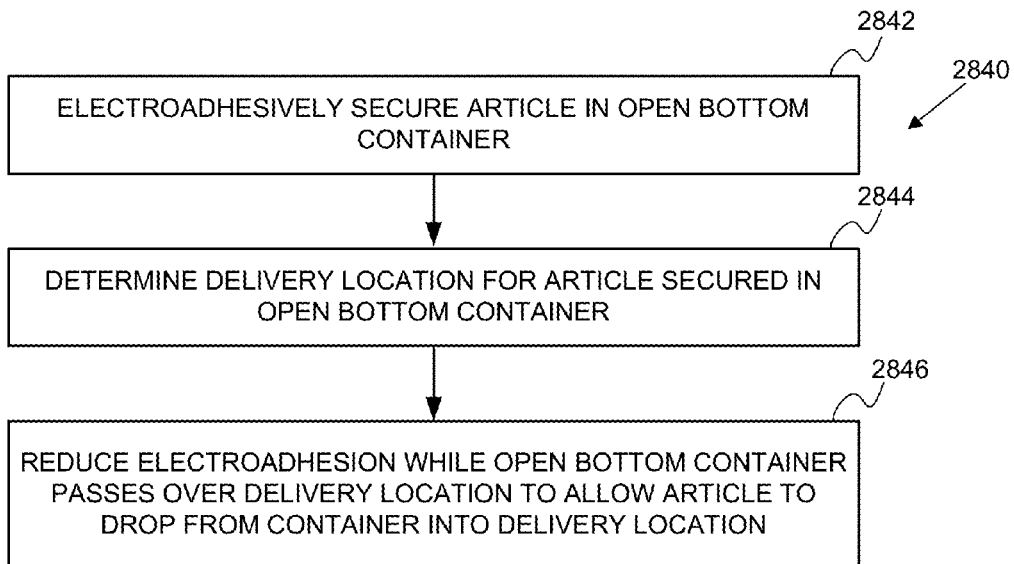 2842
2840
ELECTROADHESIVELY SECURE ARTICLE IN OPEN BOTTOM
CONTAINER
2844
DETERMINE DELIVERY LOCATION FOR ARTICLE SECURED IN
OPEN BOTTOM CONTAINER
2846
REDUCE ELECTROADHESION WHILE OPEN BOTTOM CONTAINER
PASSES OVER DELIVERY LOCATION TO ALLOW ARTICLE TO
DROP FROM CONTAINER INTO DELIVERY LOCATION